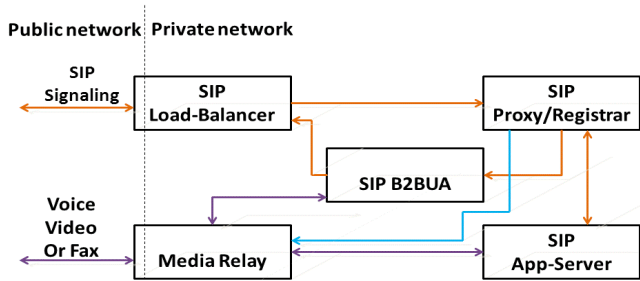 Public network
Private network
SIP
Signaling
SIP
Load-Balancer
SIP
Proxy/Registrar
SIP B2BUA
Voice
Video
Or Fax
Media Relay
SIP
App-Server